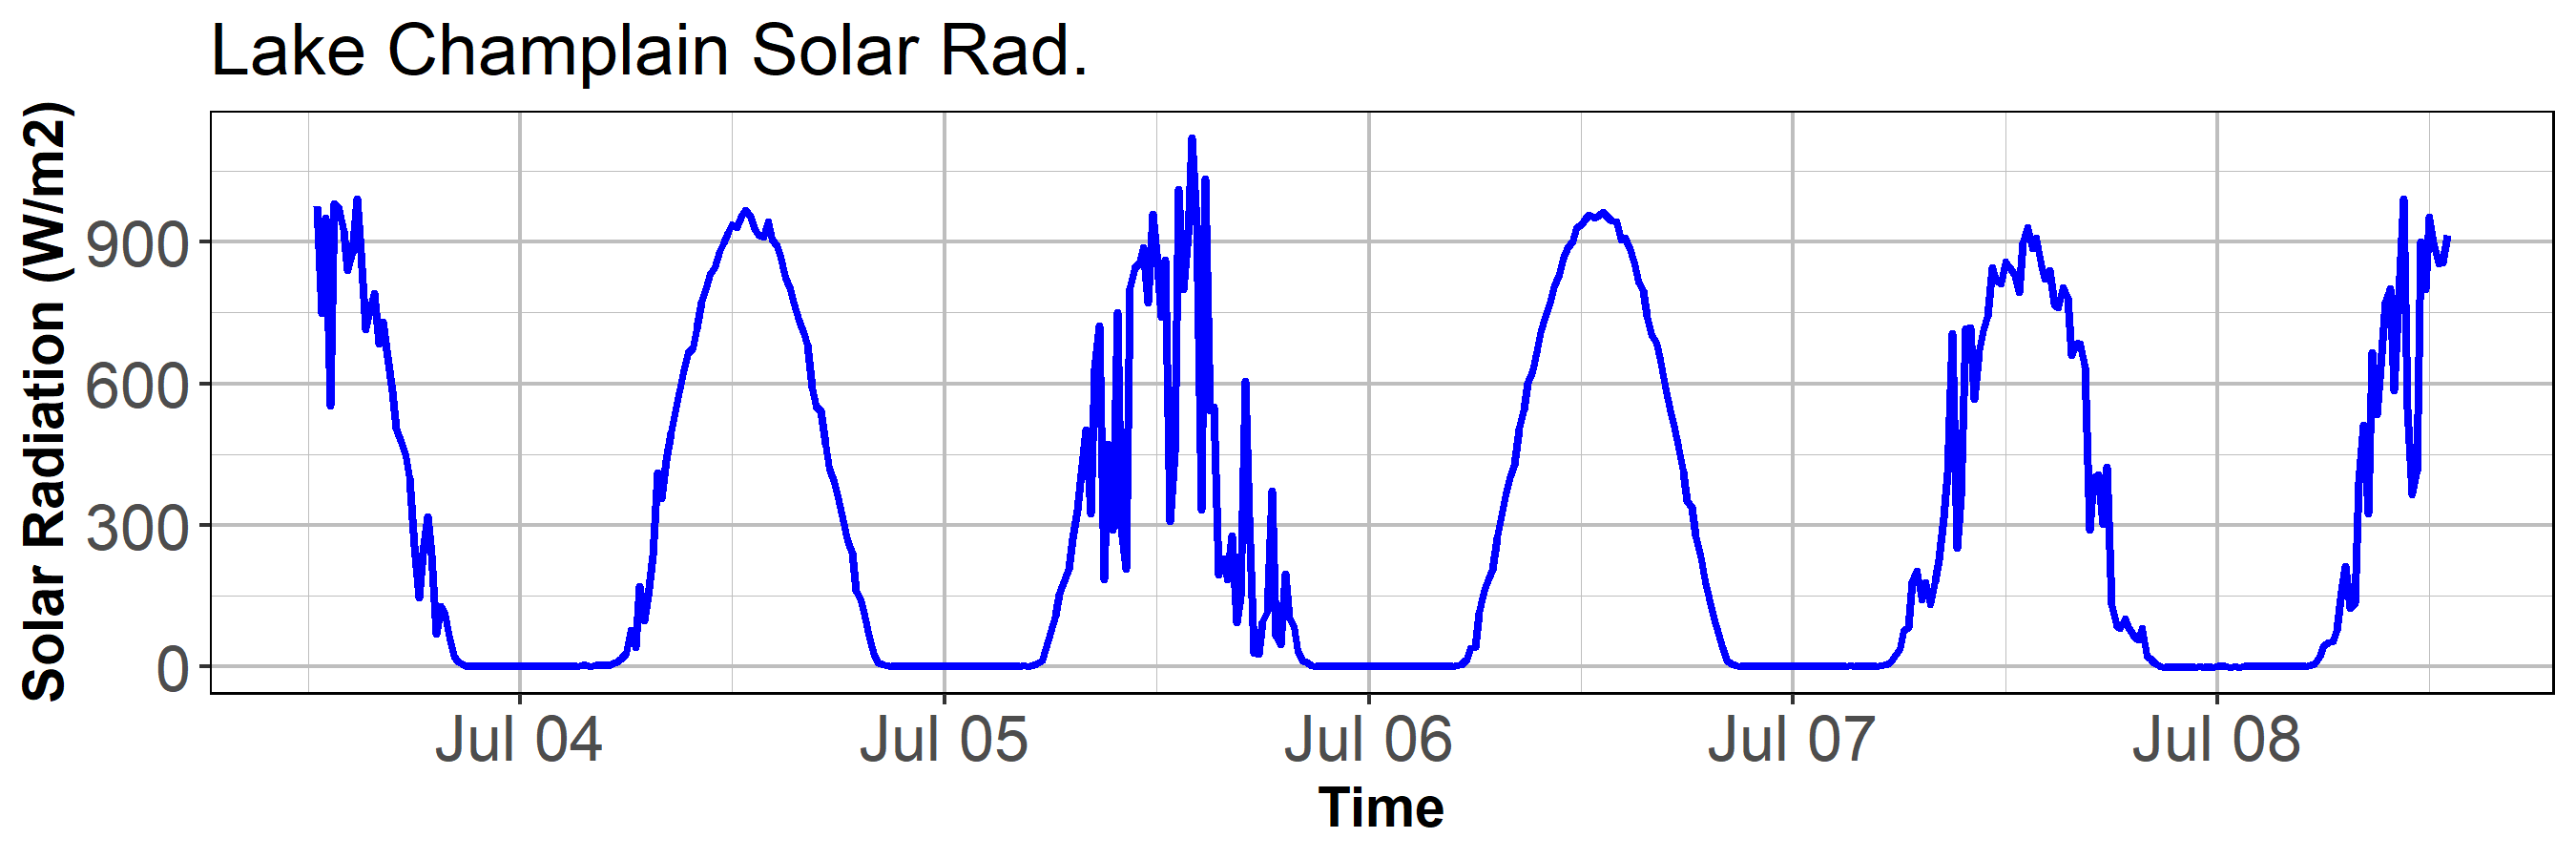 Lake Champlain Solar Rad.
Solar Radiation (W/m2)
900
600
300
0
Jul 04 Jul 05 Jul 06 Jul 07 Jul 08
Time